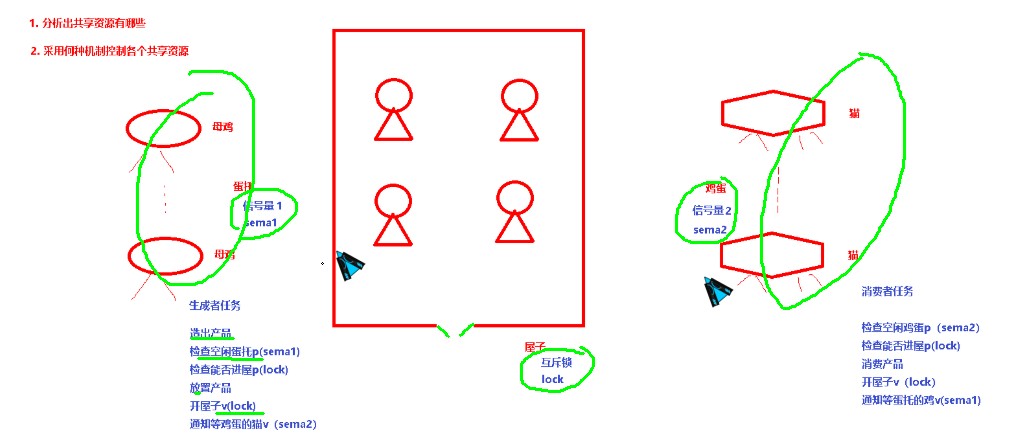 1. 分析出共享资源有哪些
2. 采用何种机制控制各个共享资源
母鸡
蛋托
信号量1
sema1
母鸡
生成者任务
造出产品
检查空闲蛋托p(sema1)
检查能否进屋p(lock)
放置产品
开屋子v(lock)
通知等鸡蛋的猫v（sema2）
屋子
互斥锁
lock
猫
鸡蛋
信号量2
sema2
猫
消费者任务
检查空闲鸡蛋p（sema2）
检查能否进屋p(lock)
消费产品
开屋子v（lock）
通知等蛋托的鸡v(sema1)